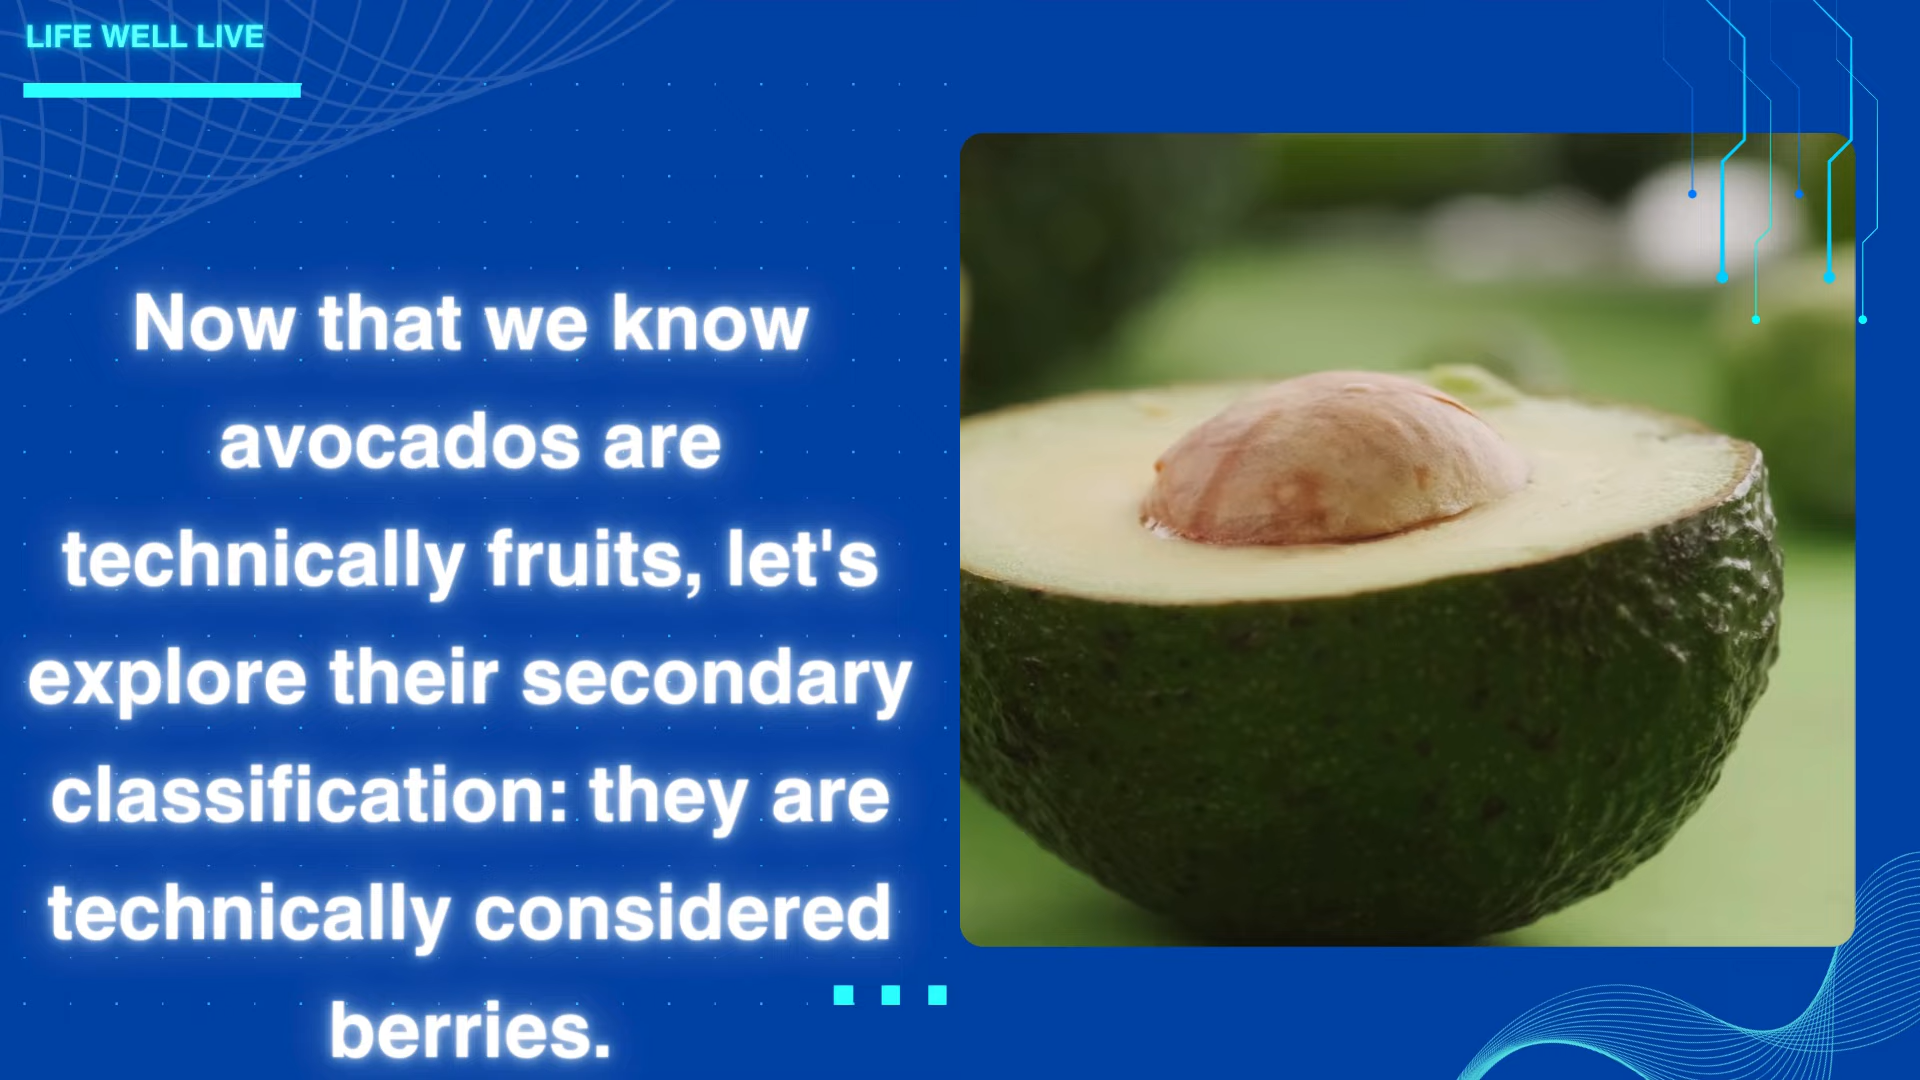 LIFE WELL LIVE
Now that we know
avocados are
technically fruits, let's
explore their secondary
classification: they are
technically considered
berries.